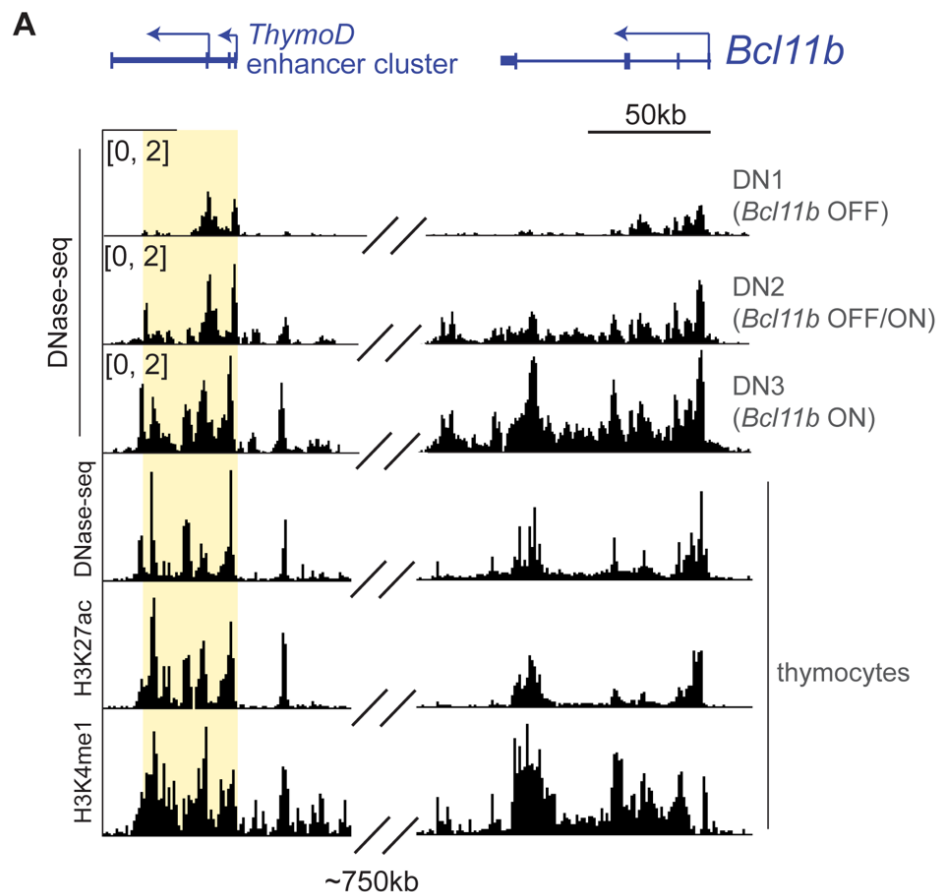 A
ThymoD
enhancer cluster
Bcl11b
50kb
[0, 2]
DN1
(Bcl11b OFF)
[0, 2]
DN2
(Bcl11b OFF/ON)
[0, 2]
DN3
(Bcl11b ON)
DNase-seq
DNase-seq
H3K27ac
H3K4me1
thymocytes
~750kb